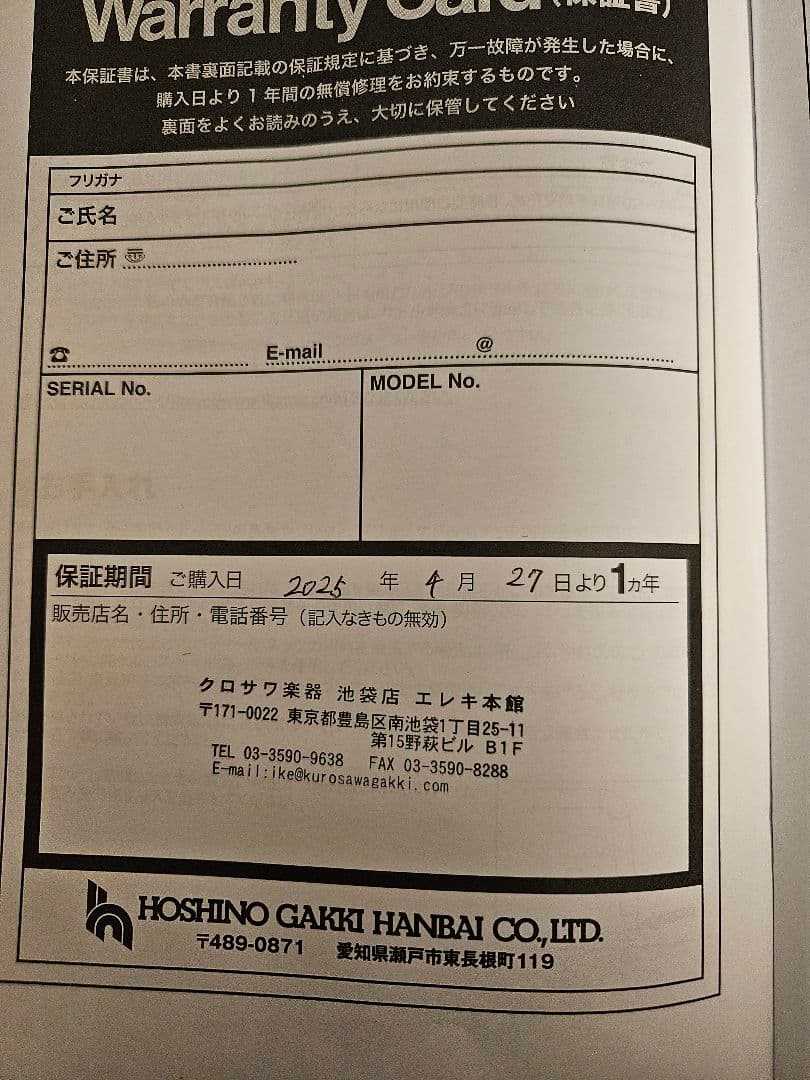 Warranty Card (保証書)
本保証書は、本書裏面記載の保証規定に基づき、万一故障が発生した場合に、
購入日より1年間の無償修理をお約束するものです。
裏面をよくお読みのうえ、大切に保管してください
フリガナ
ご氏名
ご住所 〠
☎ E-mail @
SERIAL No. MODEL No.
保証期間 ご購入日 2025 年 4 月 27 日より1ヵ年
販売店名・住所・電話番号(記入なきもの無効)
クロサワ楽器 池袋店 エレキ本館
〒171-0022 東京都豊島区南池袋1丁目25-11
第15野萩ビル B1F
TEL 03-3590-9638 FAX 03-3590-8288
E-mail:ike@kurosawagakki.com
HOSHINO GAKKI HANBAI CO.,LTD.
〒489-0871 愛知県瀬戸市東長根町119